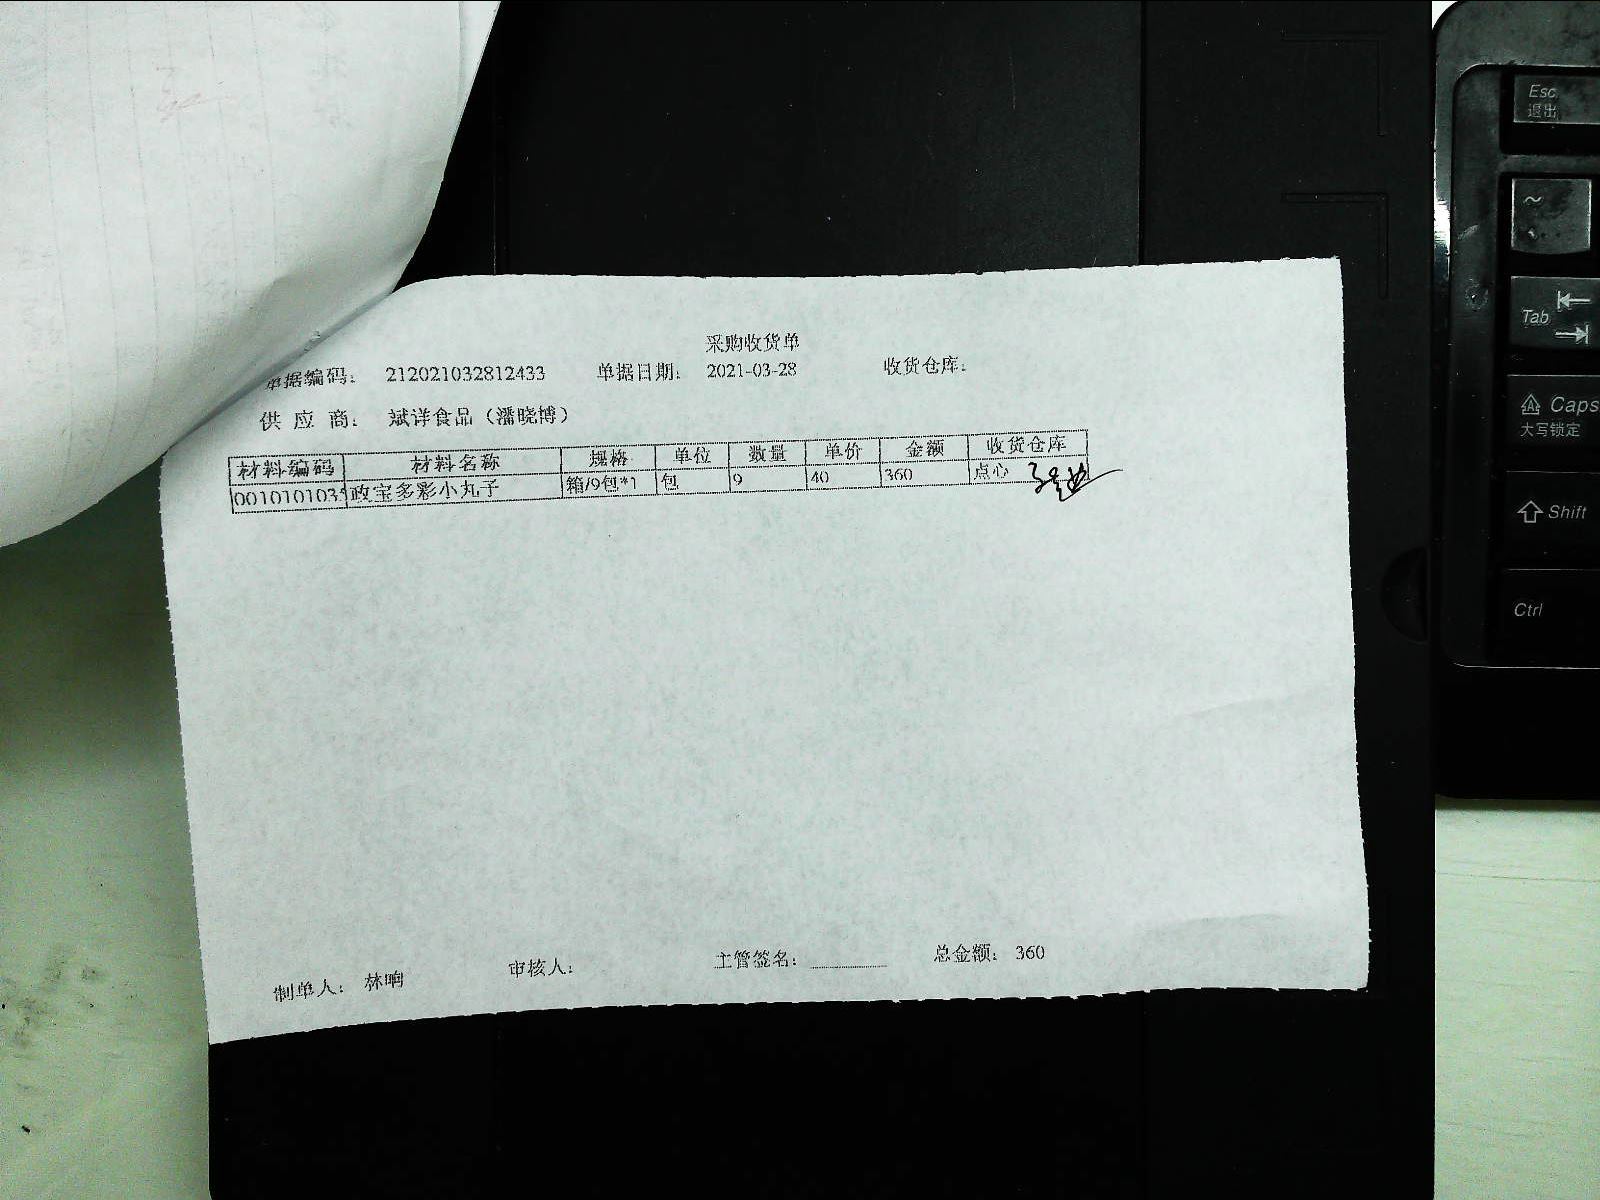 采购收货单
单据编码： 212021032812433 单据日期： 2021-03-28 收货仓库：
供 应 商： 斌详食品（潘晓博）
材料编码 材料名称 规格 单位 数量 单价 金额 收货仓库
0010101035 政宝多彩小丸子 箱/9包*1 包 9 40 360 点心
制单人： 林响 审核人： 主管签名： 总金额： 360
Esc
退出
~
Tab
Caps
大写锁定
Shift
Ctrl